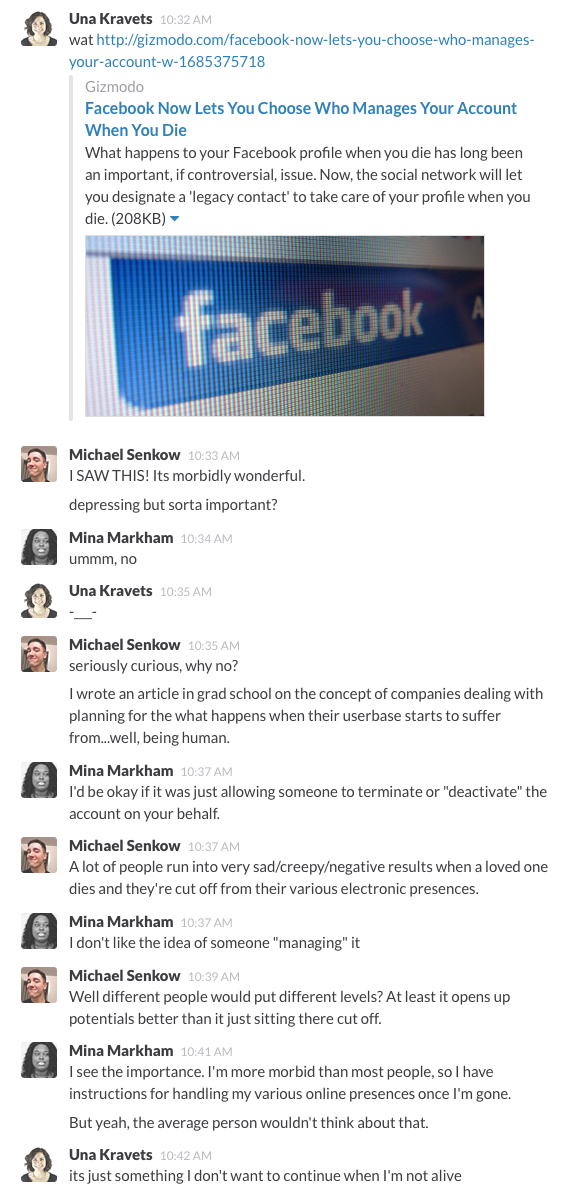 Una Kravets 10:32 AM
wat http://gizmodo.com/facebook-now-lets-you-choose-who-manages-
your-account-w-1685375718
Gizmodo
Facebook Now Lets You Choose Who Manages Your Account
When You Die
What happens to your Facebook profile when you die has long been
an important, if controversial, issue. Now, the social network will let
you designate a 'legacy contact' to take care of your profile when you
die. (208KB)
facebook A
Michael Senkow 10:33 AM
I SAW THIS! Its morbidly wonderful.
depressing but sorta important?
Mina Markham 10:34 AM
ummm, no
Una Kravets 10:35 AM
-___-
Michael Senkow 10:35 AM
seriously curious, why no?
I wrote an article in grad school on the concept of companies dealing with
planning for the what happens when their userbase starts to suffer
from...well, being human.
Mina Markham 10:37 AM
I'd be okay if it was just allowing someone to terminate or "deactivate" the
account on your behalf.
Michael Senkow 10:37 AM
A lot of people run into very sad/creepy/negative results when a loved one
dies and they're cut off from their various electronic presences.
Mina Markham 10:37 AM
I don't like the idea of someone "managing" it
Michael Senkow 10:39 AM
Well different people would put different levels? At least it opens up
potentials better than it just sitting there cut off.
Mina Markham 10:41 AM
I see the importance. I'm more morbid than most people, so I have
instructions for handling my various online presences once I'm gone.
But yeah, the average person wouldn't think about that.
Una Kravets 10:42 AM
its just something I don't want to continue when I'm not alive